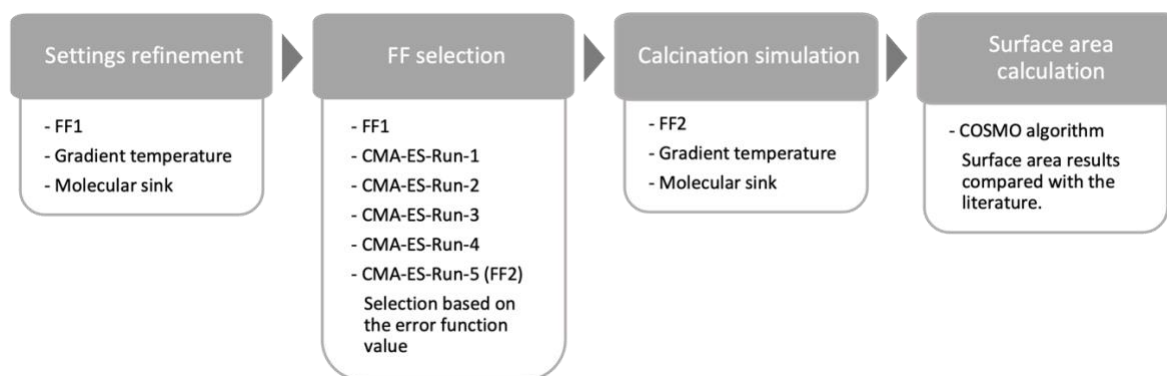 Settings refinement
- FF1
- Gradient temperature
- Molecular sink
FF selection
- FF1
- CMA-ES-Run-1
- CMA-ES-Run-2
- CMA-ES-Run-3
- CMA-ES-Run-4
- CMA-ES-Run-5 (FF2)
Selection based on
the error function
value
Calcination simulation
- FF2
- Gradient temperature
- Molecular sink
Surface area
calculation
- COSMO algorithm
Surface area results
compared with the
literature.